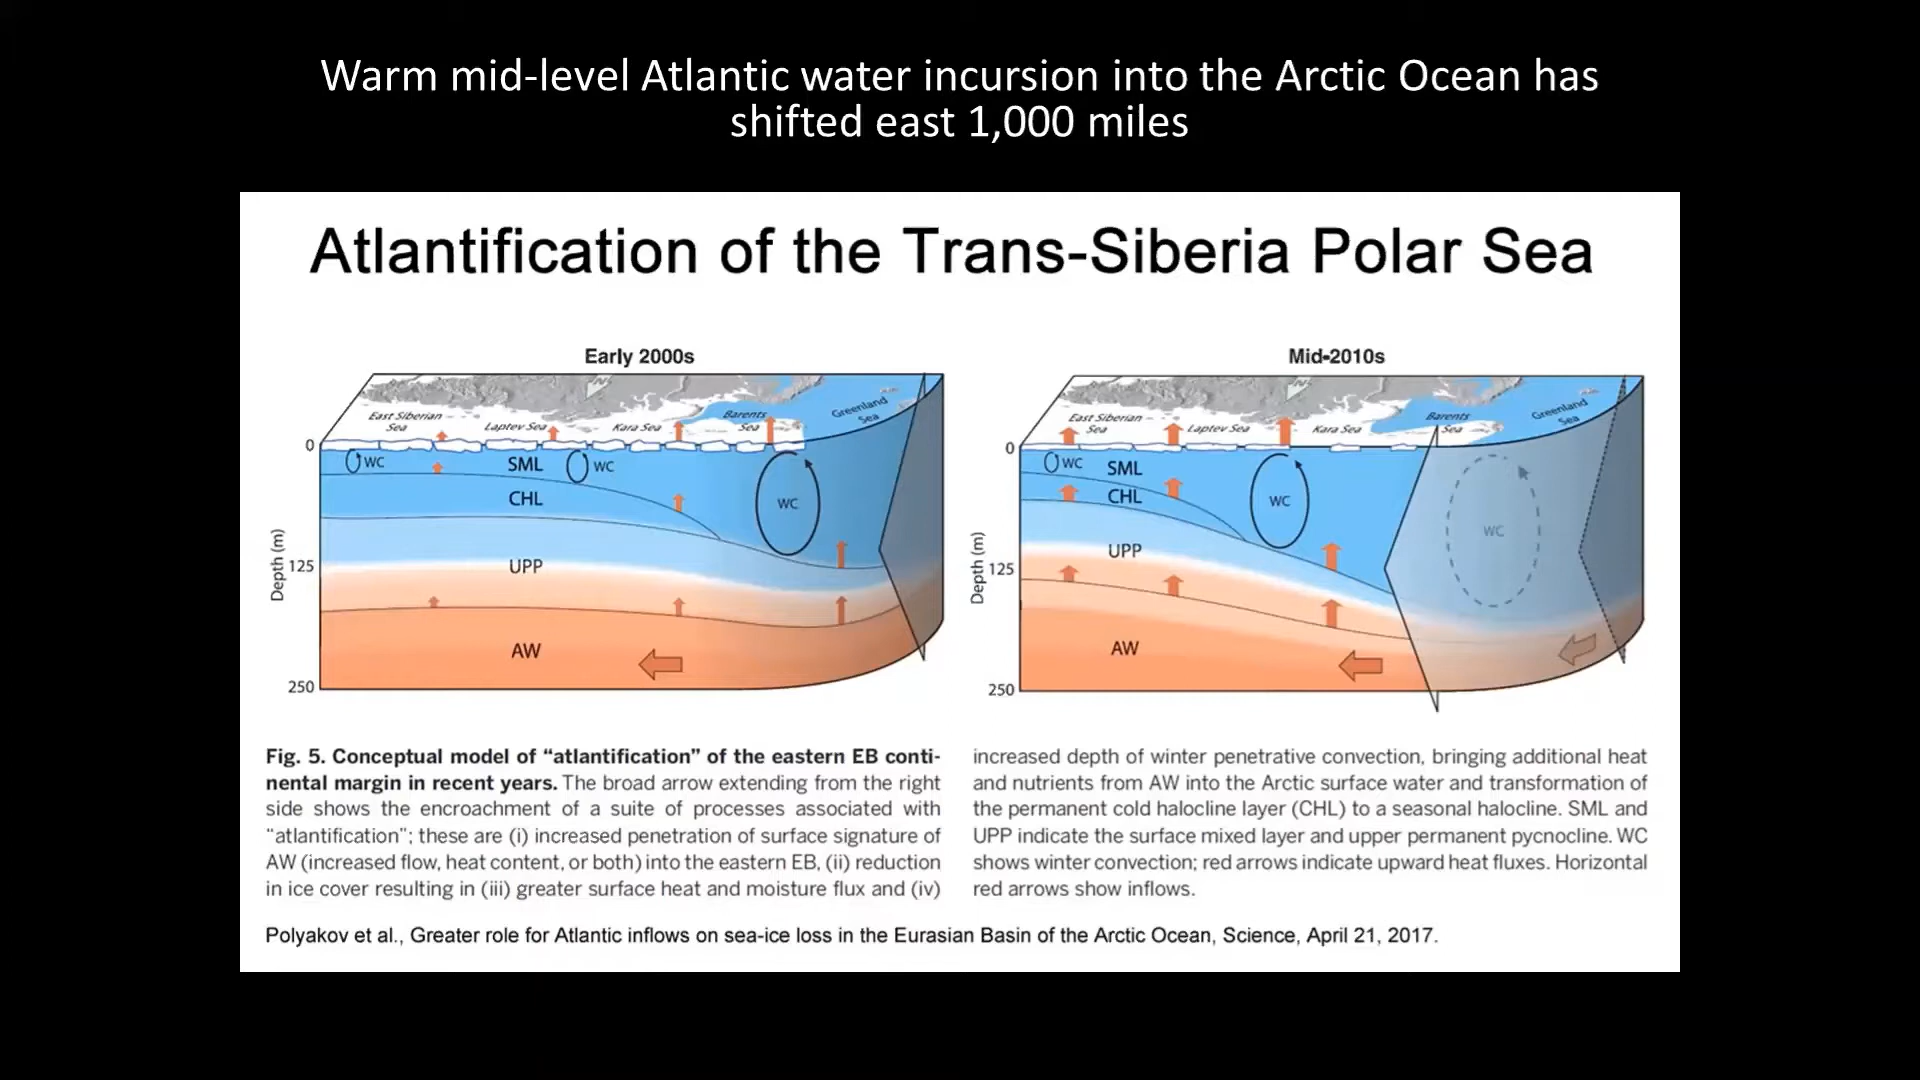 Warm mid-level Atlantic water incursion into the Arctic Ocean has
shifted east 1,000 miles
Atlantification of the Trans-Siberia Polar Sea
Early 2000s
East Siberian
Sea
Laptev Sea
Kara Sea
Barents
Sea
Greenland
Sea
N
0
WC
SML
WC
CHL
WC
Depth (m)
125
UPP
AW
250
Mid-2010s
East Siberian
Sea
Laptev Sea
Kara Sea
Barents
Sea
Greenland
Sea
N
0
WC
SML
CHL
WC
WC
Depth (m)
125
UPP
AW
250
Fig. 5. Conceptual model of “atlantification” of the eastern EB conti-
nental margin in recent years. The broad arrow extending from the right
side shows the encroachment of a suite of processes associated with
“atlantification”; these are (i) increased penetration of surface signature of
AW (increased flow, heat content, or both) into the eastern EB, (ii) reduction
in ice cover resulting in (iii) greater surface heat and moisture flux and (iv)
increased depth of winter penetrative convection, bringing additional heat
and nutrients from AW into the Arctic surface water and transformation of
the permanent cold halocline layer (CHL) to a seasonal halocline. SML and
UPP indicate the surface mixed layer and upper permanent pycnocline. WC
shows winter convection; red arrows indicate upward heat fluxes. Horizontal
red arrows show inflows.
Polyakov et al., Greater role for Atlantic inflows on sea-ice loss in the Eurasian Basin of the Arctic Ocean, Science, April 21, 2017.